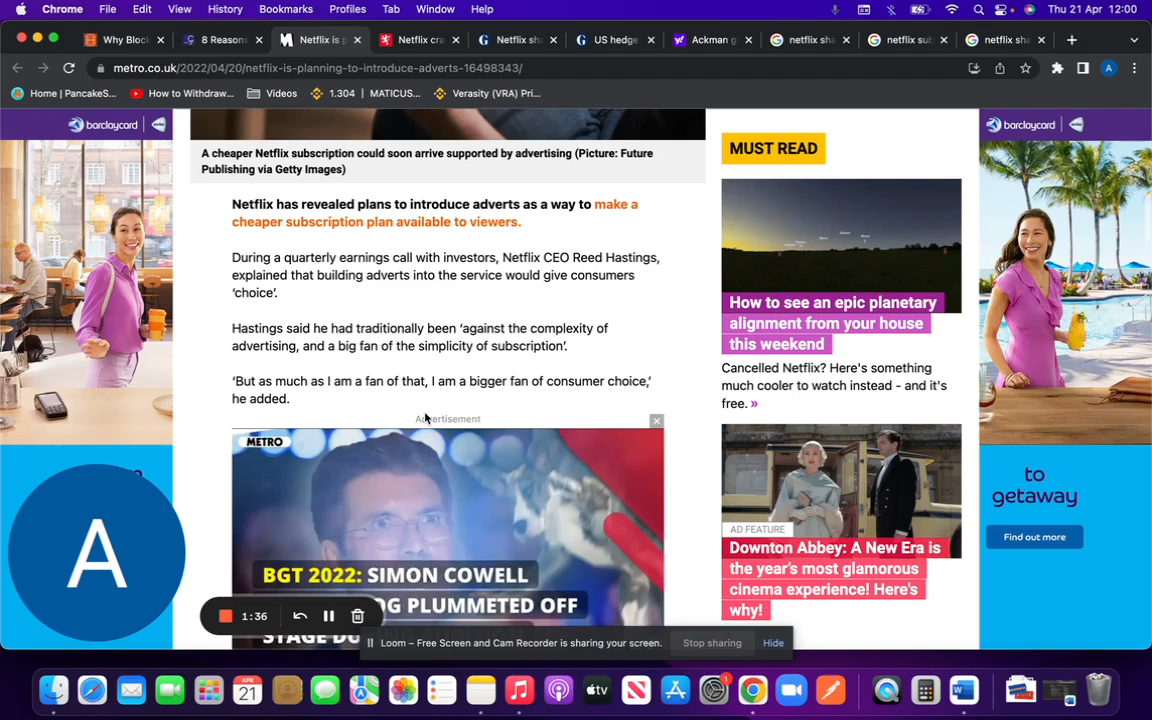 Chrome File Edit View History Bookmarks Profiles Tab Window Help Thu 21 Apr 12:00
Why Bloc 8 Reasons Netflix is p Netflix cra Netflix sh US hedge Ackman g netflix sha netflix sub netflix sha
metro.co.uk/2022/04/20/netflix-is-planning-to-introduce-adverts-16498343/ A
Home | PancakeS... How to Withdraw... Videos 1.304 | MATICUS... Verasity (VRA) Pri...
barclaycard
barclaycard
A cheaper Netflix subscription could soon arrive supported by advertising (Picture: Future
Publishing via Getty Images)
Netflix has revealed plans to introduce adverts as a way to make a
cheaper subscription plan available to viewers.
During a quarterly earnings call with investors, Netflix CEO Reed Hastings,
explained that building adverts into the service would give consumers
‘choice’.
Hastings said he had traditionally been ‘against the complexity of
advertising, and a big fan of the simplicity of subscription’.
‘But as much as I am a fan of that, I am a bigger fan of consumer choice,’
he added.
Advertisement
METRO
BGT 2022: SIMON COWELL
OG PLUMMETED OFF
STAGE DU
MUST READ
How to see an epic planetary
alignment from your house
this weekend
Cancelled Netflix? Here's something
much cooler to watch instead - and it's
free. »
AD FEATURE
Downton Abbey: A New Era is
the year's most glamorous
cinema experience! Here's
why!
to
getaway
Find out more
A
1:36
Loom – Free Screen and Cam Recorder is sharing your screen. Stop sharing Hide
APR
21
tv
1